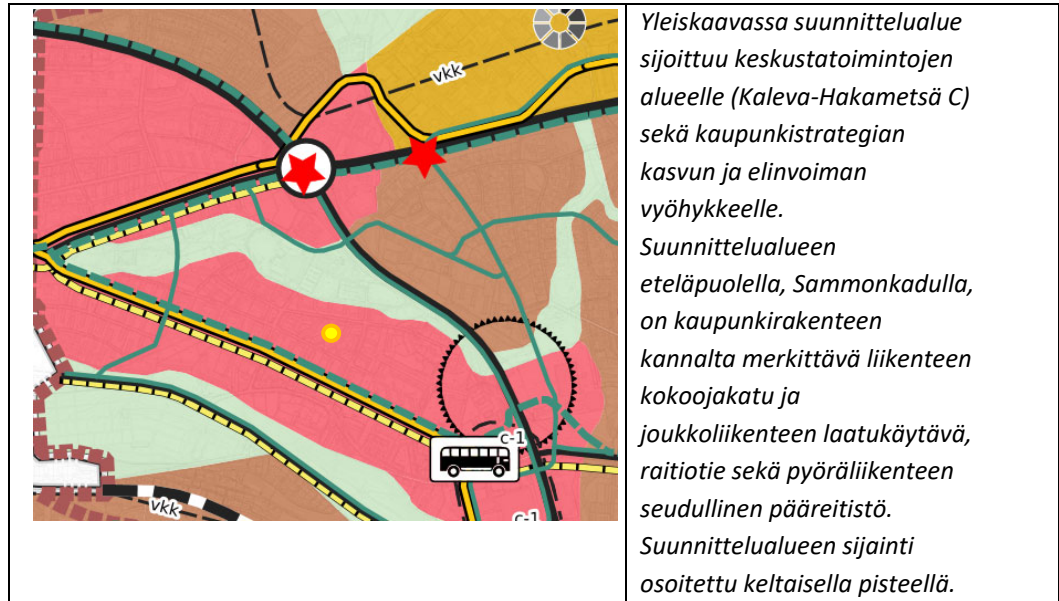 vkk
c-1
vkk
c-1
Yleiskaavassa suunnittelualue
sijoittuu keskustatoimintojen
alueelle (Kaleva-Hakametsä C)
sekä kaupunkistrategian
kasvun ja elinvoiman
vyöhykkeelle.
Suunnittelualueen
eteläpuolella, Sammonkadulla,
on kaupunkirakenteen
kannalta merkittävä liikenteen
kokoojakatu ja
joukkoliikenteen laatukäytävä,
raitiotie sekä pyöräliikenteen
seudullinen pääreitistö.
Suunnittelualueen sijainti
osoitettu keltaisella pisteellä.